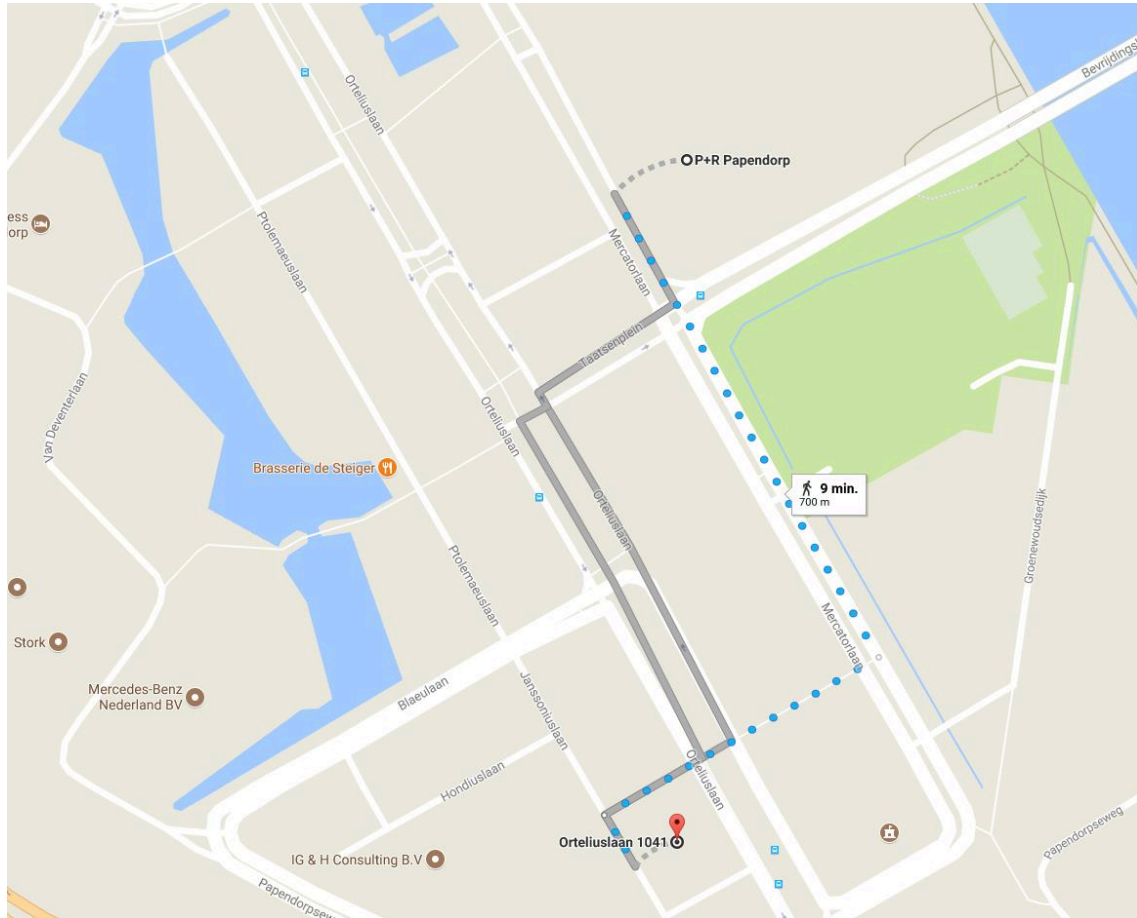 Orteliuslaan
Bevrijdingsl
P+R Papendorp
ess
orp
Ptolemaeuslaan
Mercatorlaan
Taatsenplein
Van Deventerlaan
Orteliuslaan
Brasserie de Steiger
9 min.
700 m
Orteliuslaan
Groenewoudsedijk
Ptolemaeuslaan
Mercatorlaan
Stork
Mercedes-Benz
Nederland BV
Blaeulaan
Janssoniuslaan
Hondiuslaan
Orteliuslaan
Orteliuslaan 1041
IG & H Consulting B.V
Papendorpseweg
Papendorpseweg